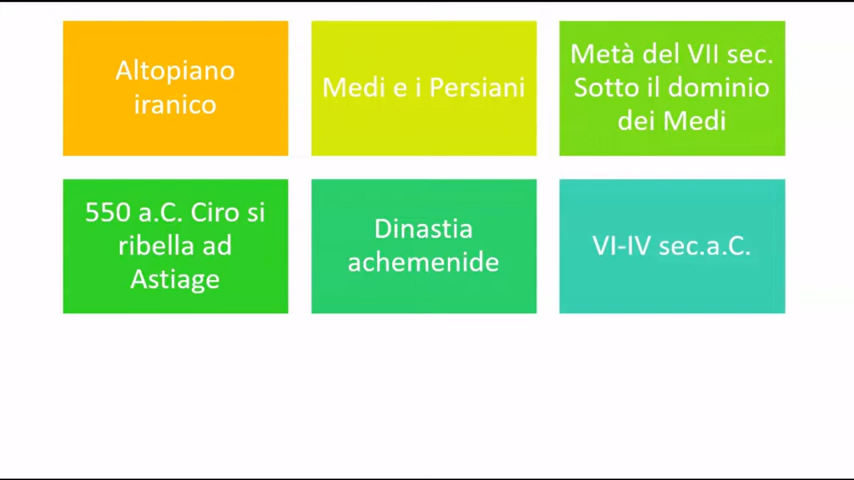 Altopiano
iranico
Medi e i Persiani
Metà del VII sec.
Sotto il dominio
dei Medi
550 a.C. Ciro si
ribella ad
Astiage
Dinastia
achemenide
VI-IV sec.a.C.